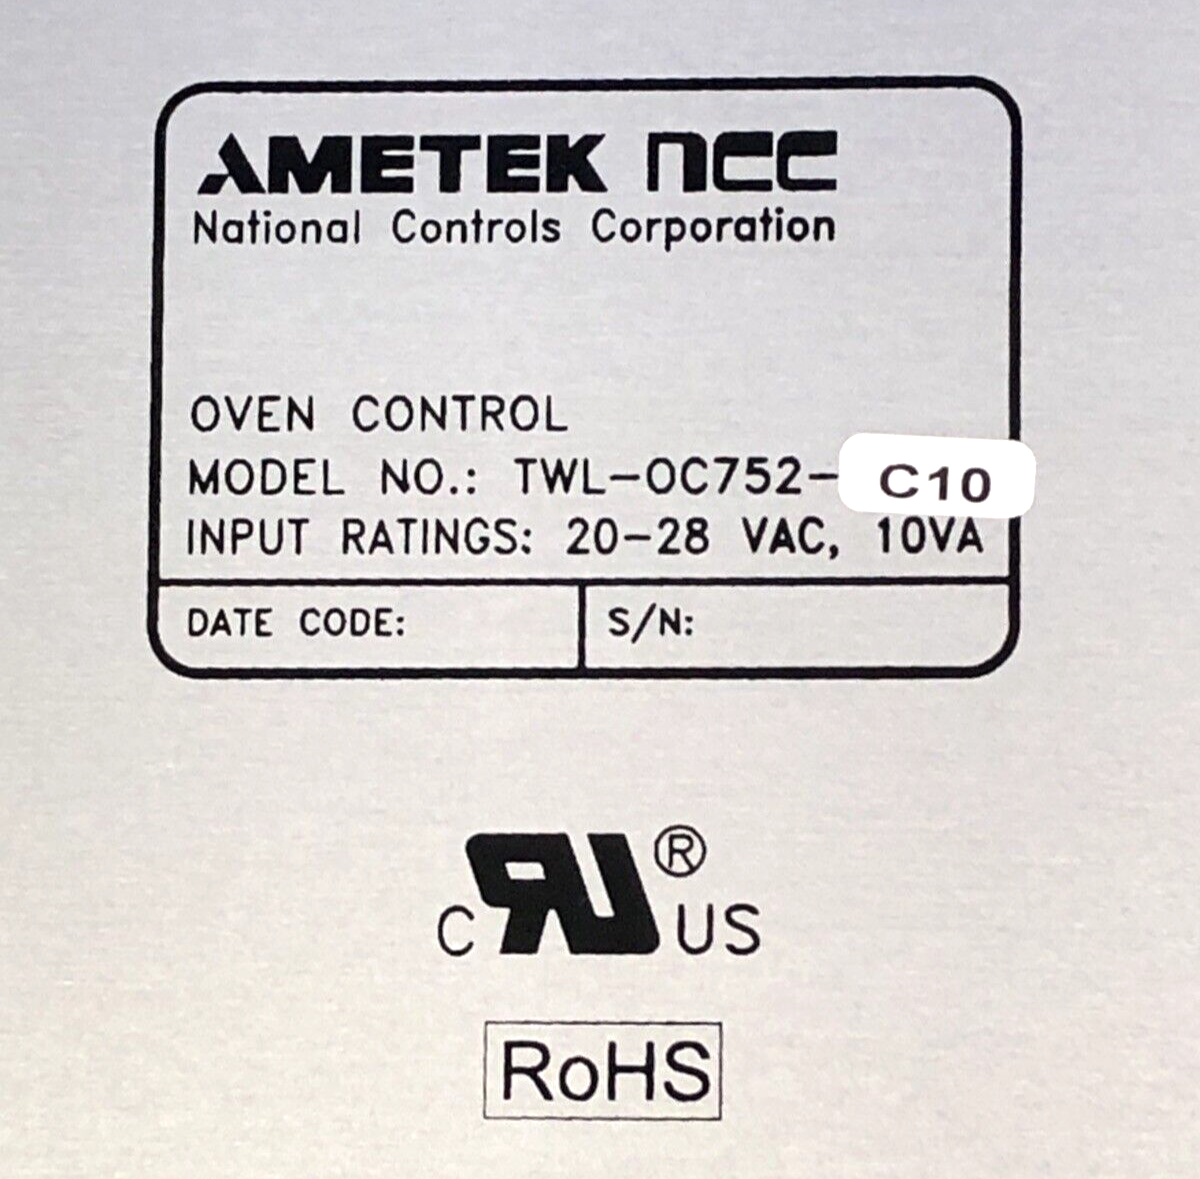 AMETEK NCC
National Controls Corporation
OVEN CONTROL
MODEL NO.: TWL-OC752- C10
INPUT RATINGS: 20-28 VAC, 10VA
DATE CODE: S/N:
C RU ® US
RoHS